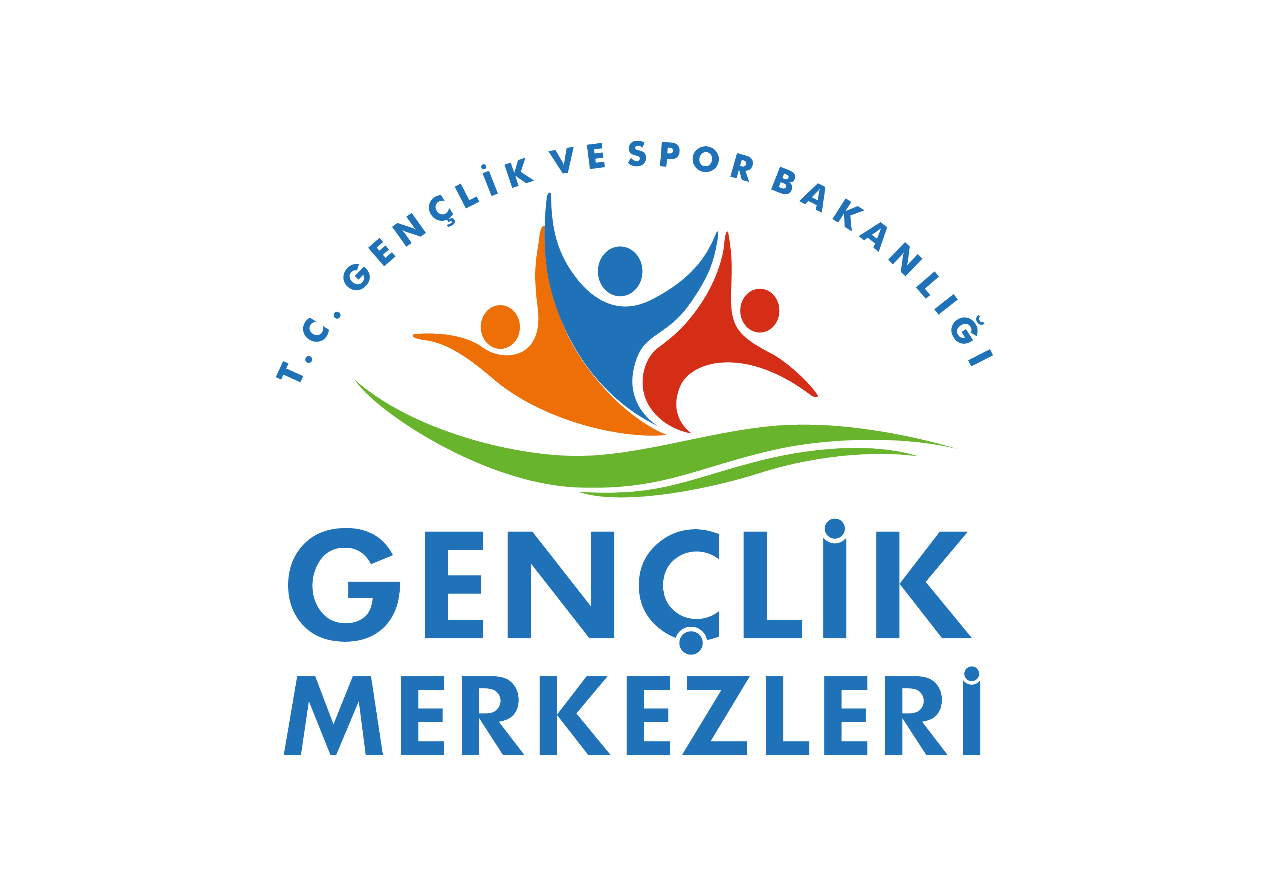 T.C. GENÇLİK VE SPOR BAKANLIĞI
GENÇLİK
MERKEZLERİ